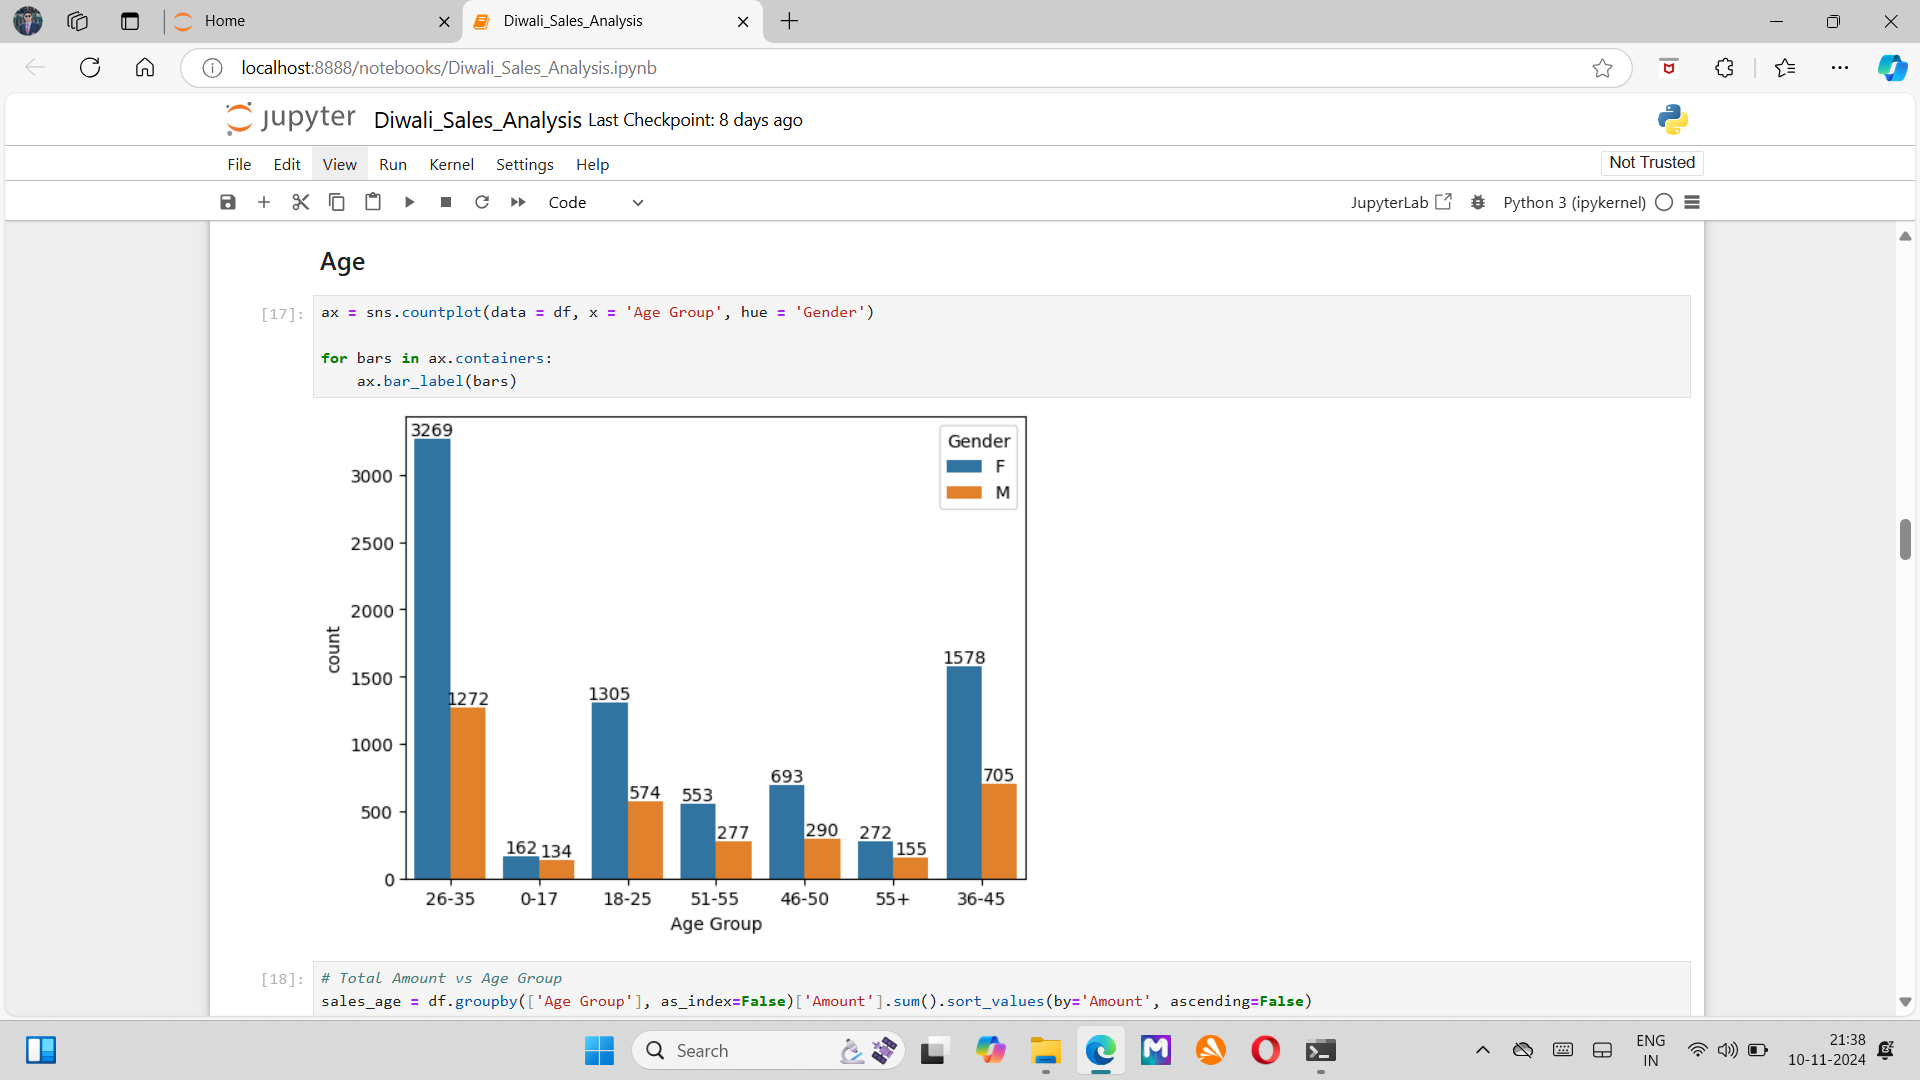 Home
Diwali_Sales_Analysis
localhost:8888/notebooks/Diwali_Sales_Analysis.ipynb
jupyter Diwali_Sales_Analysis Last Checkpoint: 8 days ago
File Edit View Run Kernel Settings Help Not Trusted
Code JupyterLab Python 3 (ipykernel)
Age
[17]: ax = sns.countplot(data = df, x = 'Age Group', hue = 'Gender')
for bars in ax.containers:
    ax.bar_label(bars)
3269
Gender
F
M
3000
2500
2000
1500
1000
500
0
count
1272
162
134
1305
574
553
277
693
290
272
155
1578
705
26-35 0-17 18-25 51-55 46-50 55+ 36-45
Age Group
[18]: # Total Amount vs Age Group
sales_age = df.groupby(['Age Group'], as_index=False)['Amount'].sum().sort_values(by='Amount', ascending=False)
Search
ENG
IN
21:38
10-11-2024